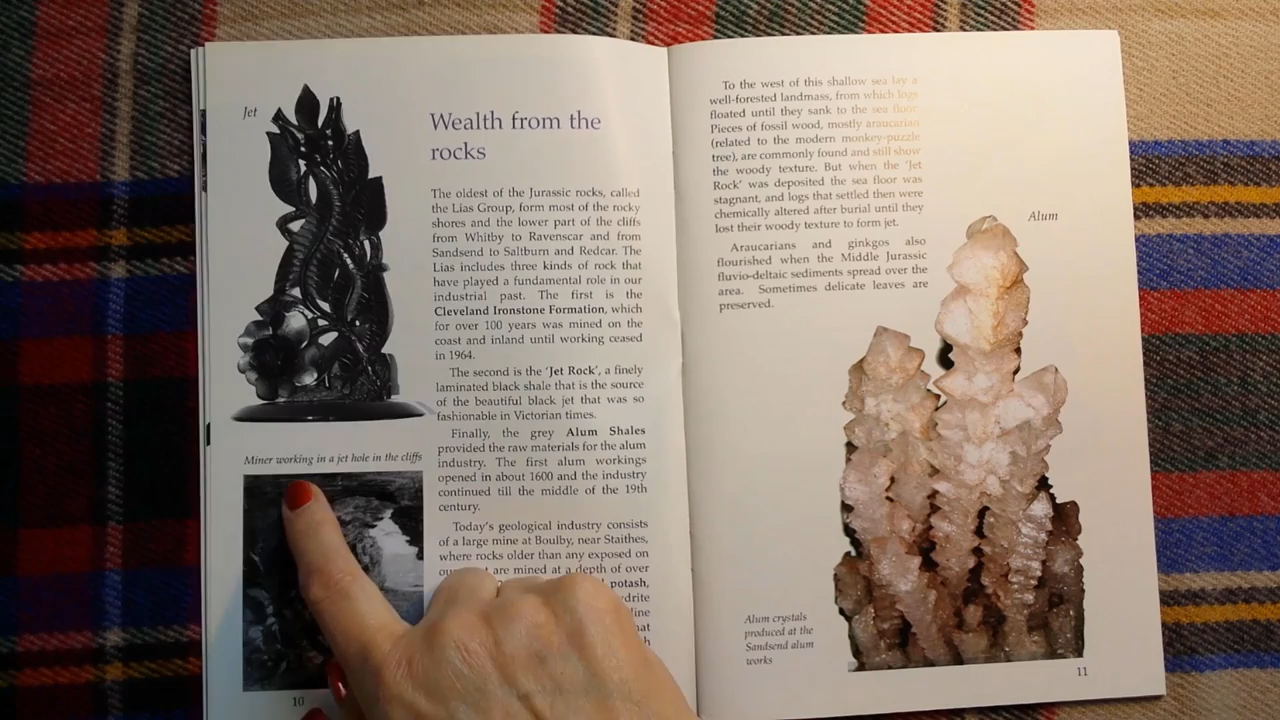 Jet
Wealth from the
rocks
The oldest of the Jurassic rocks, called
the Lias Group, form most of the rocky
shores and the lower part of the cliffs
from Whitby to Ravenscar and from
Sandsend to Saltburn and Redcar. The
Lias includes three kinds of rock that
have played a fundamental role in our
industrial past. The first is the
Cleveland Ironstone Formation, which
for over 100 years was mined on the
coast and inland until working ceased
in 1964.
The second is the 'Jet Rock', a finely
laminated black shale that is the source
of the beautiful black jet that was so
fashionable in Victorian times.
Finally, the grey Alum Shales
provided the raw materials for the alum
industry. The first alum workings
opened in about 1600 and the industry
continued till the middle of the 19th
century.
Today's geological industry consists
of a large mine at Boulby, near Staithes,
where rocks older than any exposed on
are mined at a depth of over
potash,
Miner working in a jet hole in the cliffs
10
To the west of this shallow sea lay a
well-forested landmass, from which logs
floated until they sank to the sea floor.
Pieces of fossil wood, mostly araucarian
(related to the modern monkey-puzzle
tree), are commonly found and still show
the woody texture. But when the 'Jet
Rock' was deposited the sea floor was
stagnant, and logs that settled then were
chemically altered after burial until they
lost their woody texture to form jet.
Araucarians and ginkgos also
flourished when the Middle Jurassic
fluvio-deltaic sediments spread over the
area. Sometimes delicate leaves are
preserved.
Alum
Alum crystals
produced at the
Sandsend alum
works
11